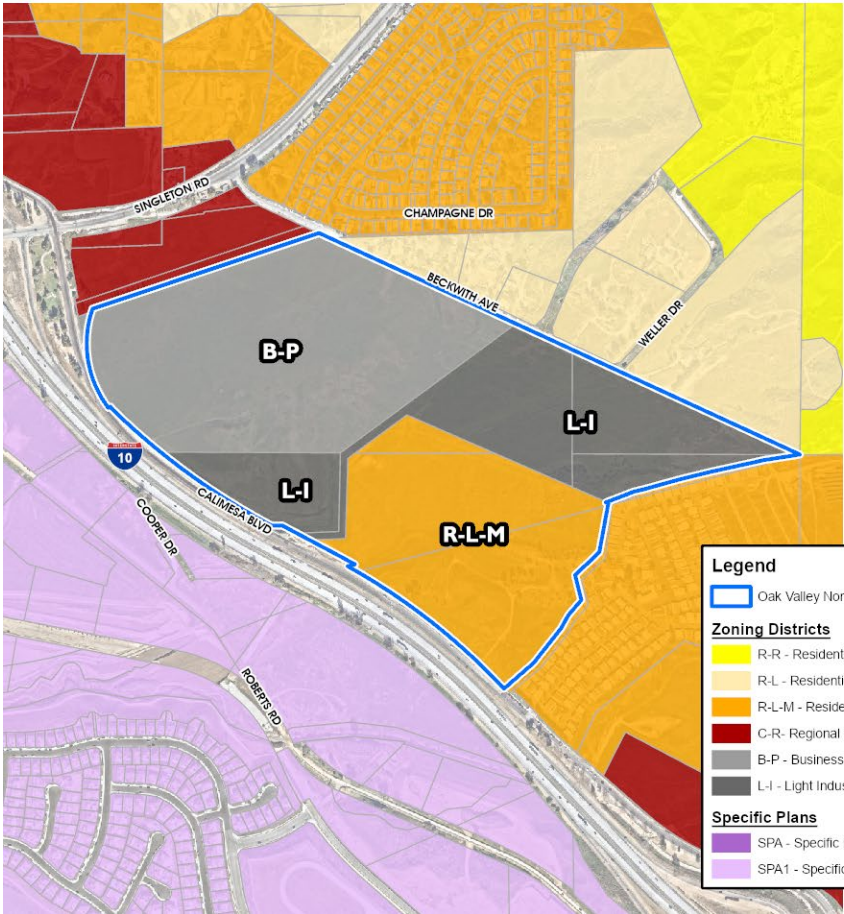 SINGLETON RD
CHAMPAGNE DR
BECKWITH AVE
WELLER DR
B-P
L-I
INTERSTATE
10
L-I
CALIMESA BLVD
COOPER DR
R-L-M
ROBERTS RD
Legend
Oak Valley Nor
Zoning Districts
R-R - Resident
R-L - Residenti
R-L-M - Reside
C-R- Regional
B-P - Business
L-I - Light Indus
Specific Plans
SPA - Specific
SPA1 - Specific